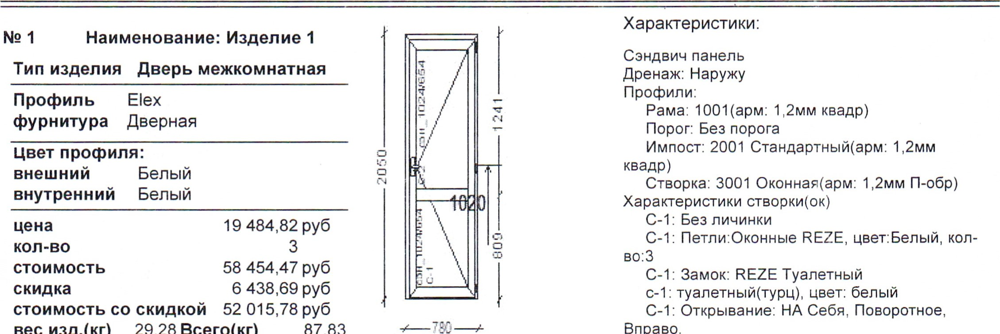 № 1 Наименование: Изделие 1
Тип изделия Дверь межкомнатная
Профиль Elex
фурнитура Дверная
Цвет профиля:
внешний Белый
внутренний Белый
цена 19 484,82 руб
кол-во 3
стоимость 58 454,47 руб
скидка 6 438,69 руб
стоимость со скидкой 52 015,78 руб
вес изд.(кг) 29,28 Всего(кг) 87,83
2050
1024/654
С-2
1024/654
С-1
1241
1020
809
780
Характеристики:
Сэндвич панель
Дренаж: Наружу
Профили:
Рама: 1001(арм: 1,2мм квадр)
Порог: Без порога
Импост: 2001 Стандартный(арм: 1,2мм
квадр)
Створка: 3001 Оконная(арм: 1,2мм П-обр)
Характеристики створки(ок)
С-1: Без личинки
С-1: Петли:Оконные REZE, цвет:Белый, кол-
во:3
С-1: Замок: REZE Туалетный
с-1: туалетный(турц), цвет: белый
С-1: Открывание: НА Себя, Поворотное,
Вправо.